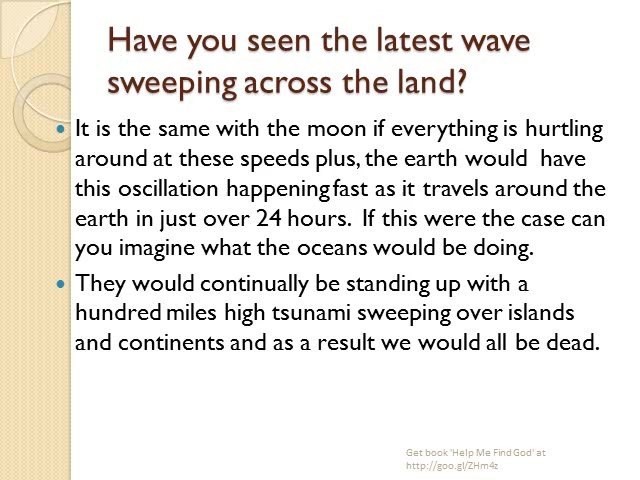 Have you seen the latest wave
sweeping across the land?
• It is the same with the moon if everything is hurtling
around at these speeds plus, the earth would have
this oscillation happening fast as it travels around the
earth in just over 24 hours. If this were the case can
you imagine what the oceans would be doing.
• They would continually be standing up with a
hundred miles high tsunami sweeping over islands
and continents and as a result we would all be dead.
Get book 'Help Me Find God' at
http://goo.gl/ZHm4z